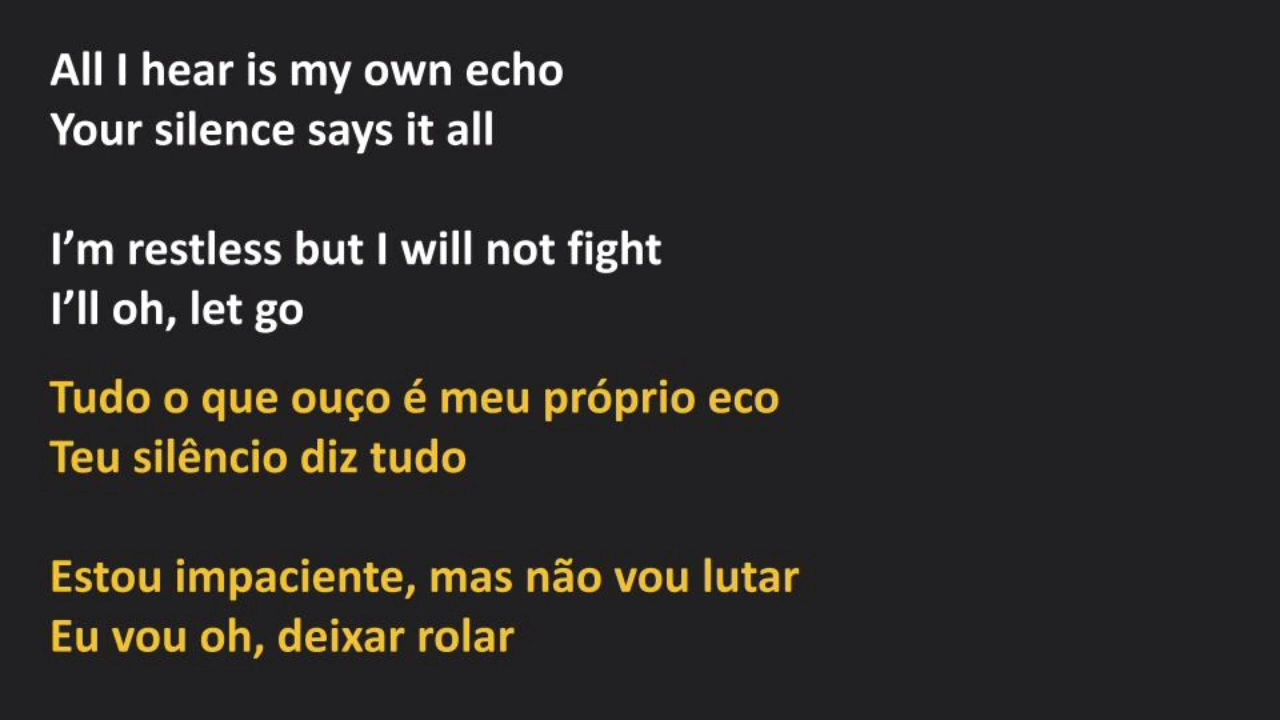 All I hear is my own echo
Your silence says it all
I’m restless but I will not fight
I’ll oh, let go
Tudo o que ouço é meu próprio eco
Teu silêncio diz tudo
Estou impaciente, mas não vou lutar
Eu vou oh, deixar rolar